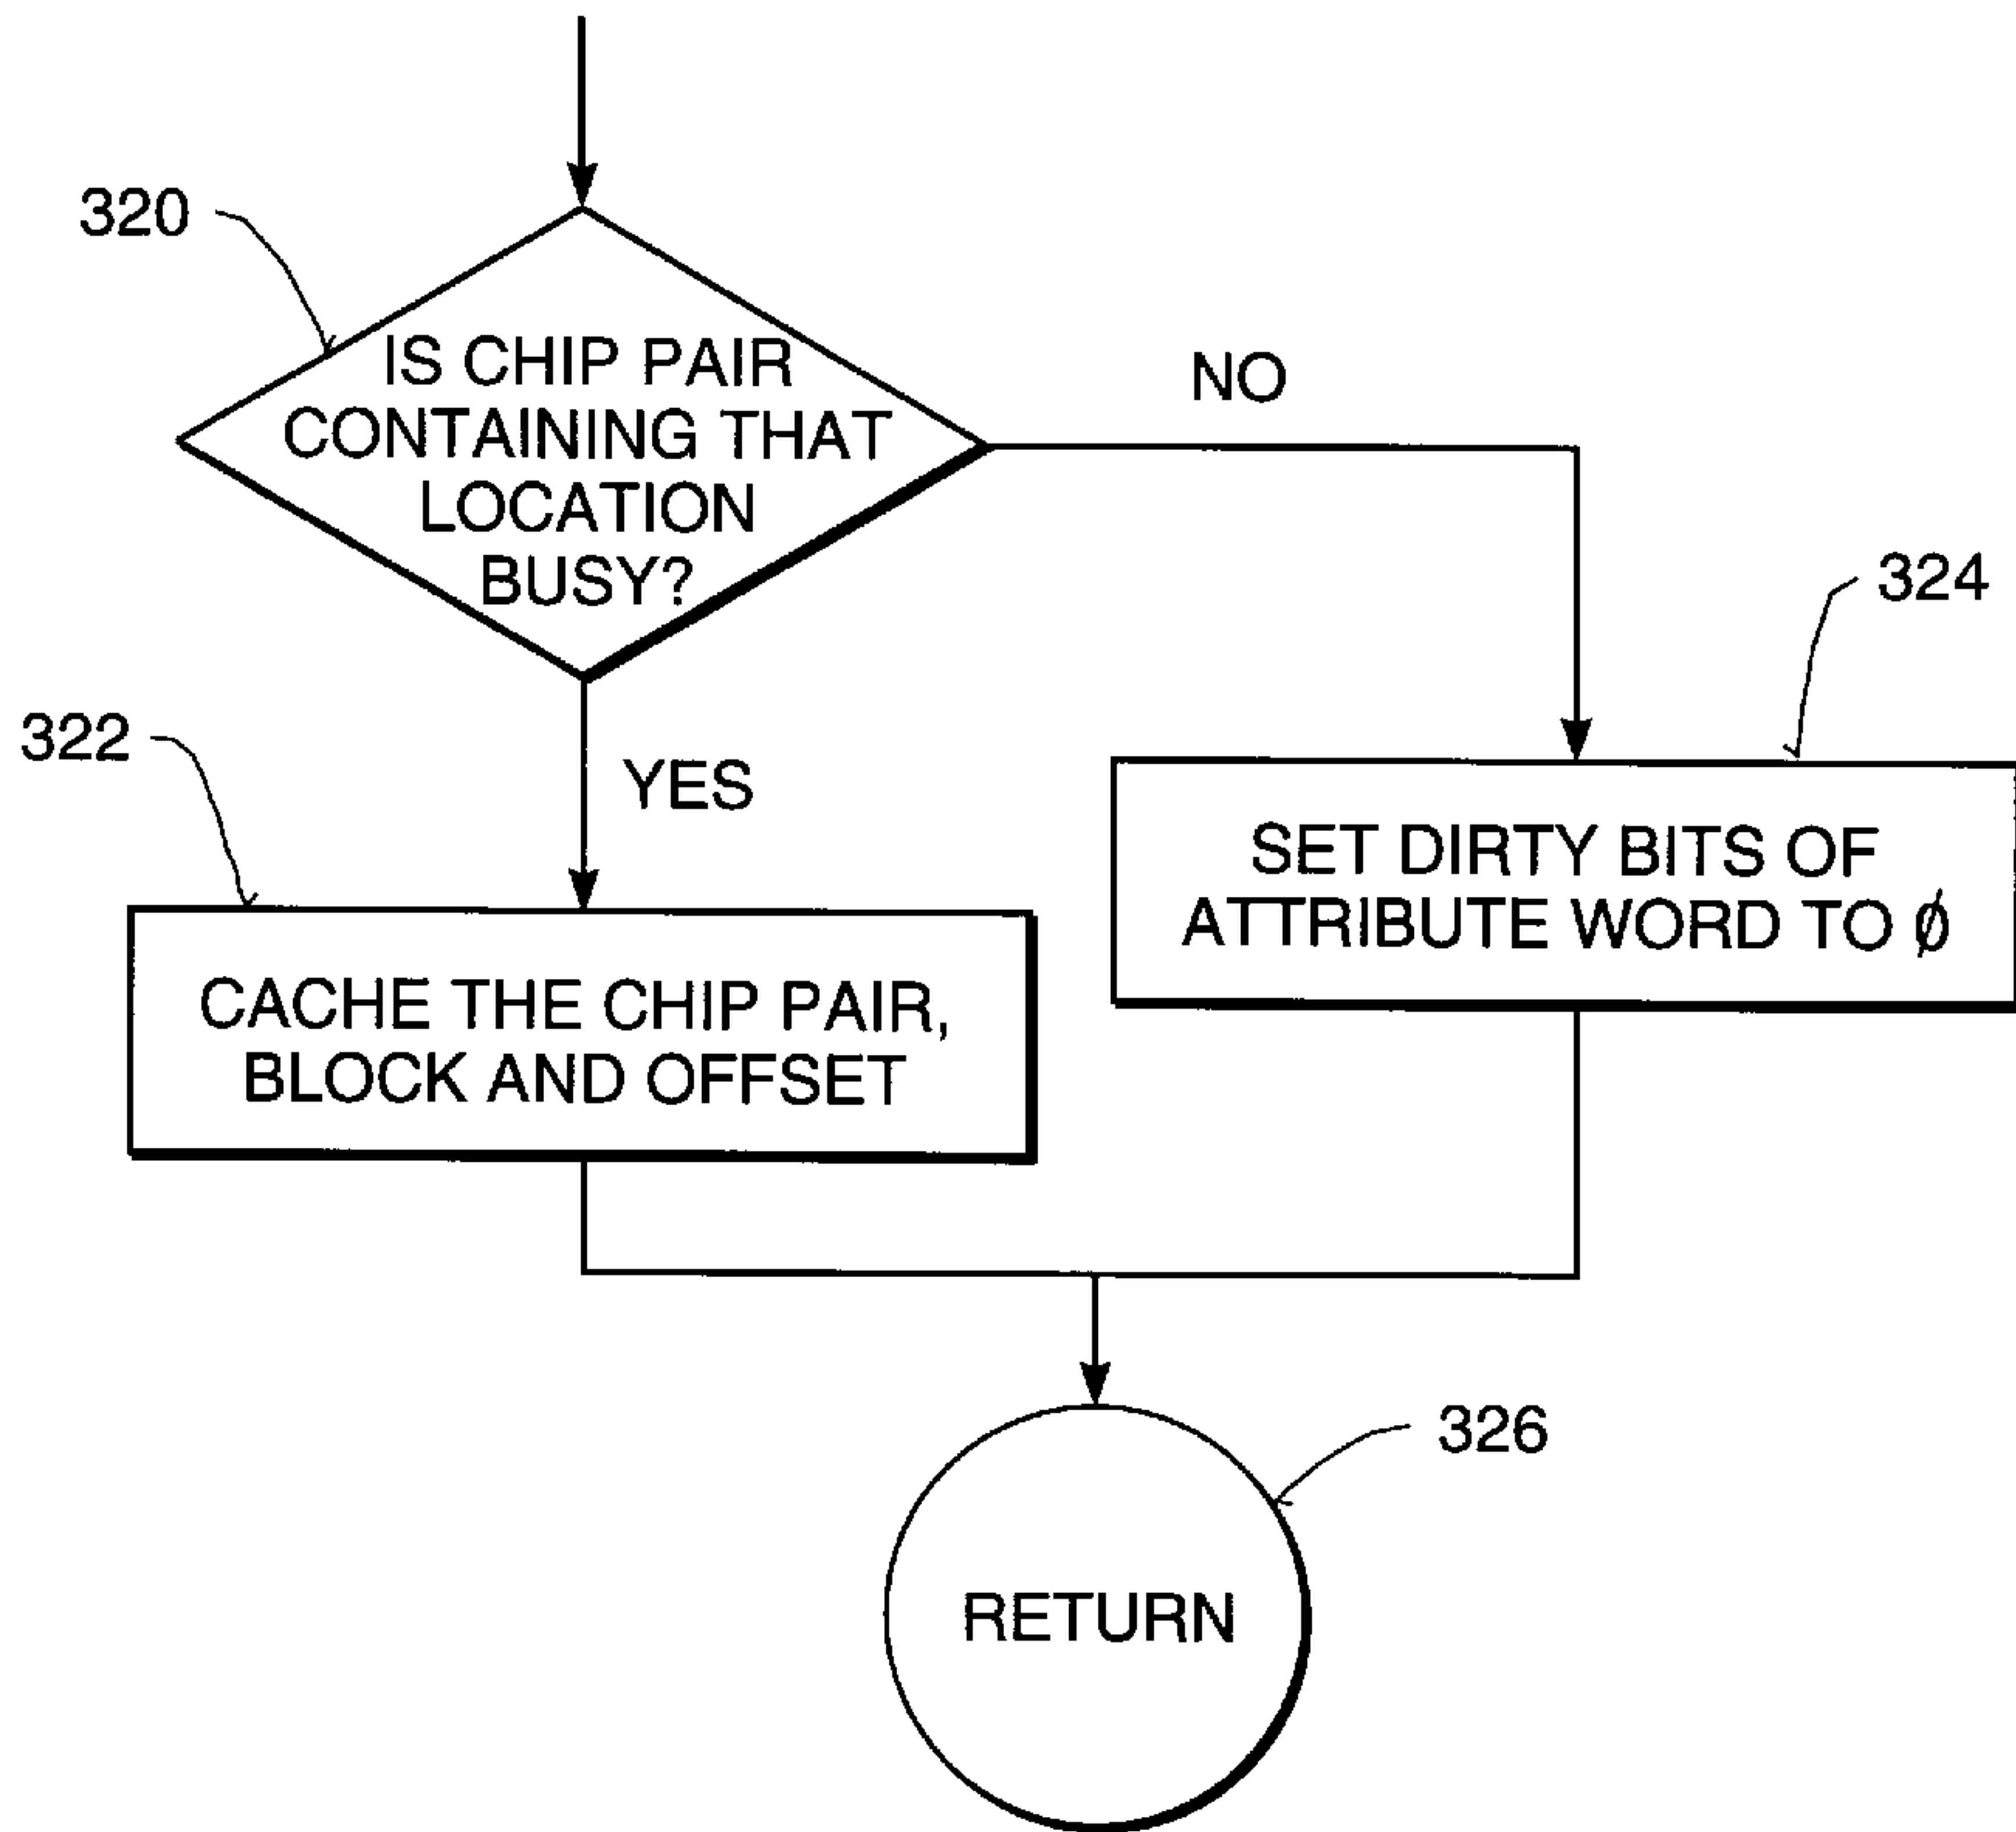 320
IS CHIP PAIR
CONTAINING THAT
LOCATION
BUSY?
NO
324
322
YES
SET DIRTY BITS OF
ATTRIBUTE WORD TO ϕ
CACHE THE CHIP PAIR,
BLOCK AND OFFSET
326
RETURN